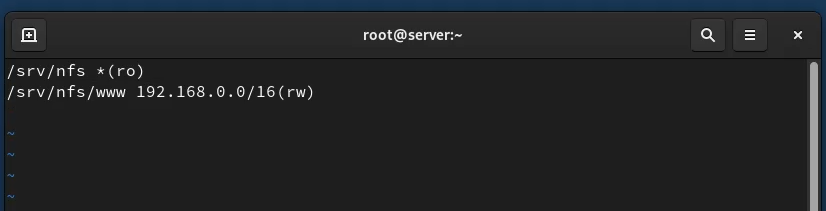 root@server:~
/srv/nfs *(ro)
/srv/nfs/www 192.168.0.0/16(rw)
~
~
~
~